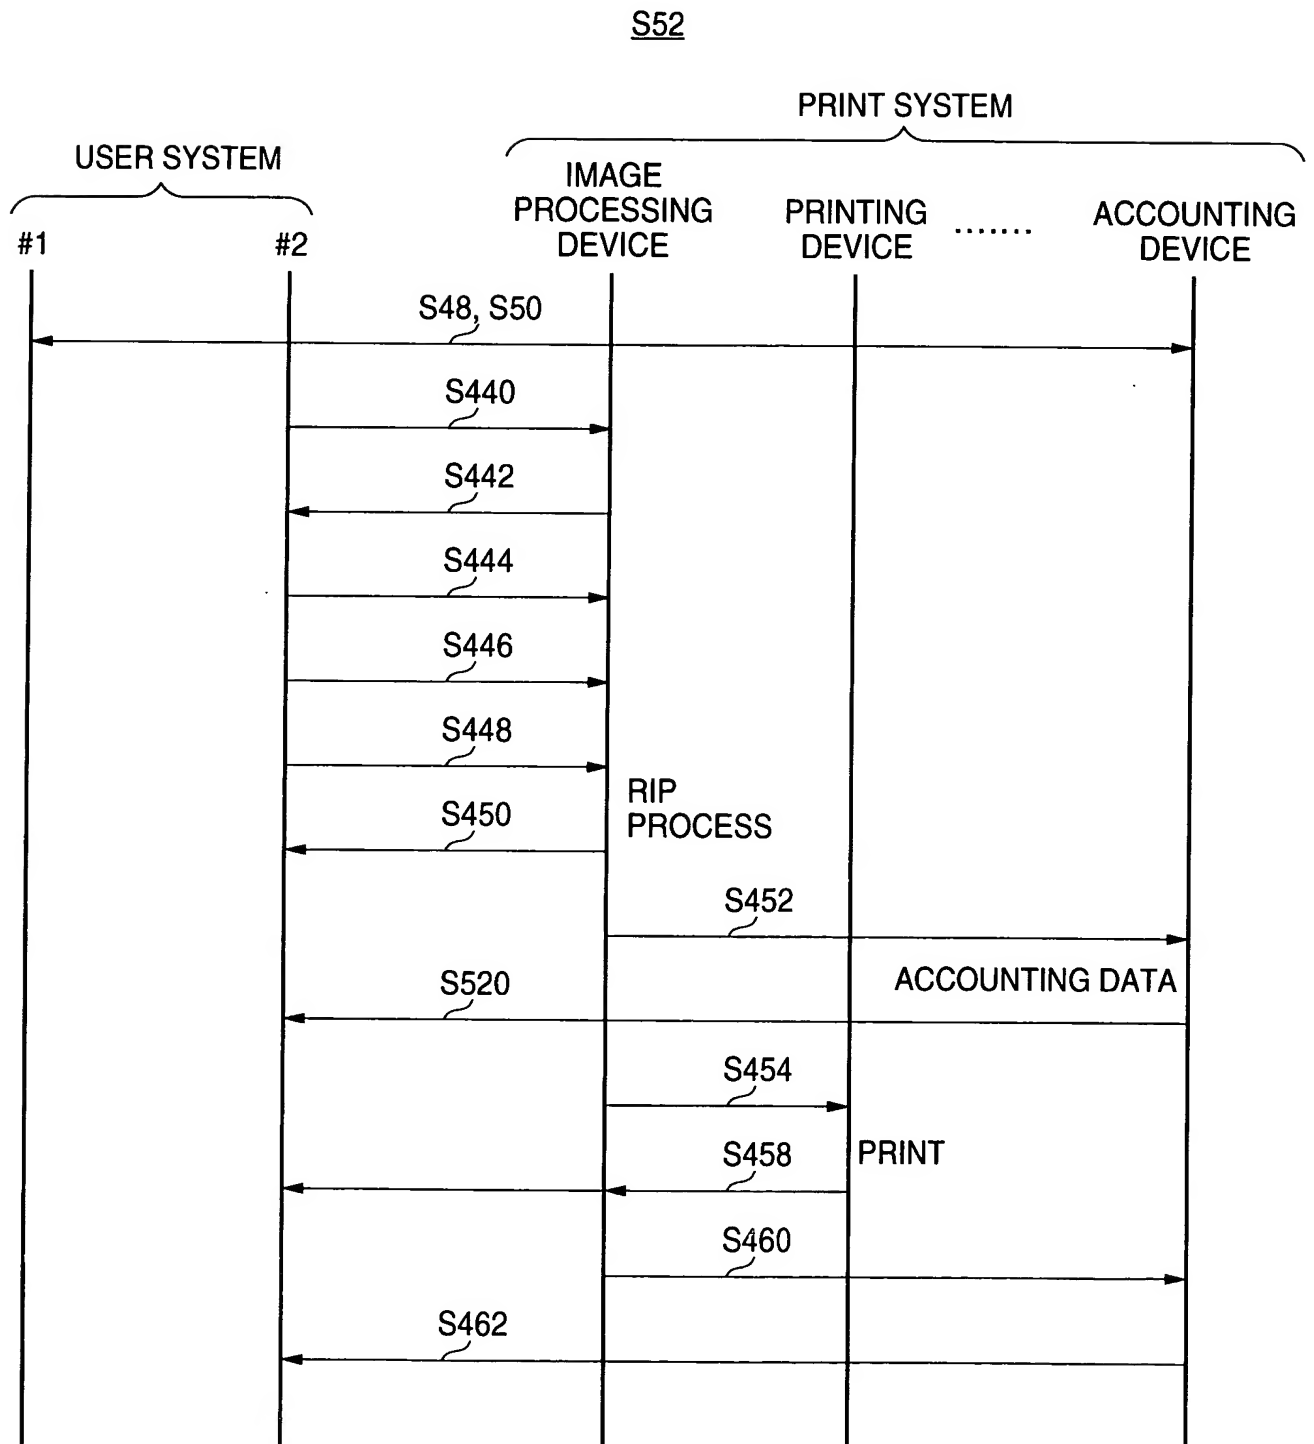 S52
PRINT SYSTEM
USER SYSTEM
IMAGE
PROCESSING
DEVICE
PRINTING
DEVICE
.......
ACCOUNTING
DEVICE
#1
#2
S48, S50
S440
S442
S444
S446
S448
RIP
PROCESS
S450
S452
ACCOUNTING DATA
S520
S454
PRINT
S458
S460
S462